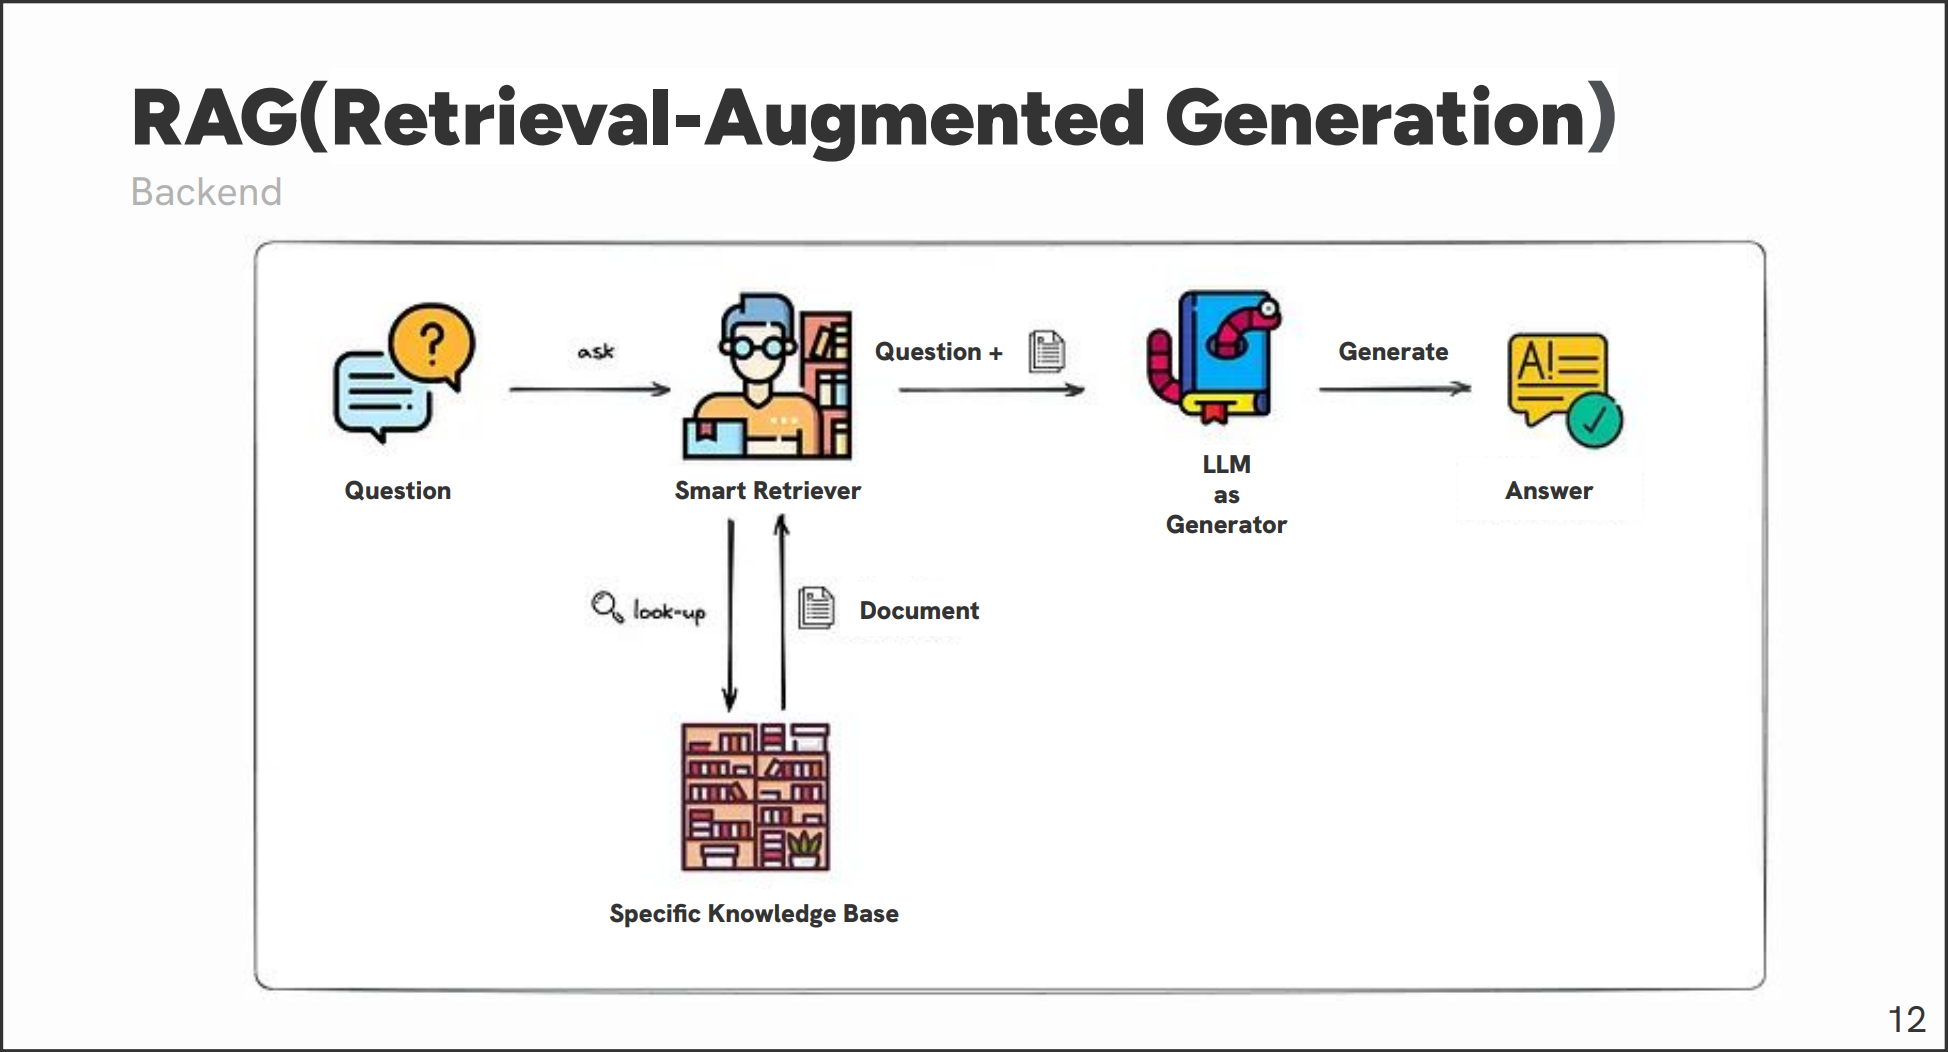 RAG(Retrieval-Augmented Generation)
Backend
ask
Question +
Generate
A!
Question
Smart Retriever
LLM
as
Generator
Answer
look-up
Document
Specific Knowledge Base
12